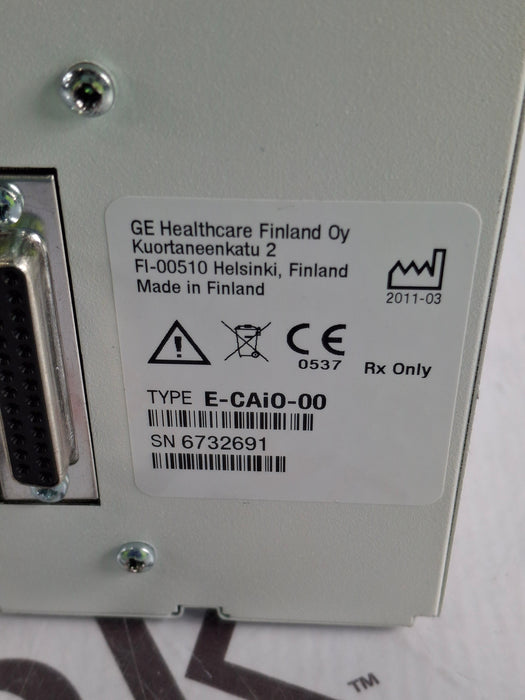 GE Healthcare Finland Oy
Kuortaneenkatu 2
FI-00510 Helsinki, Finland
Made in Finland
2011-03
CE
0537
Rx Only
TYPE E-CAiO-00
SN 6732691
TM